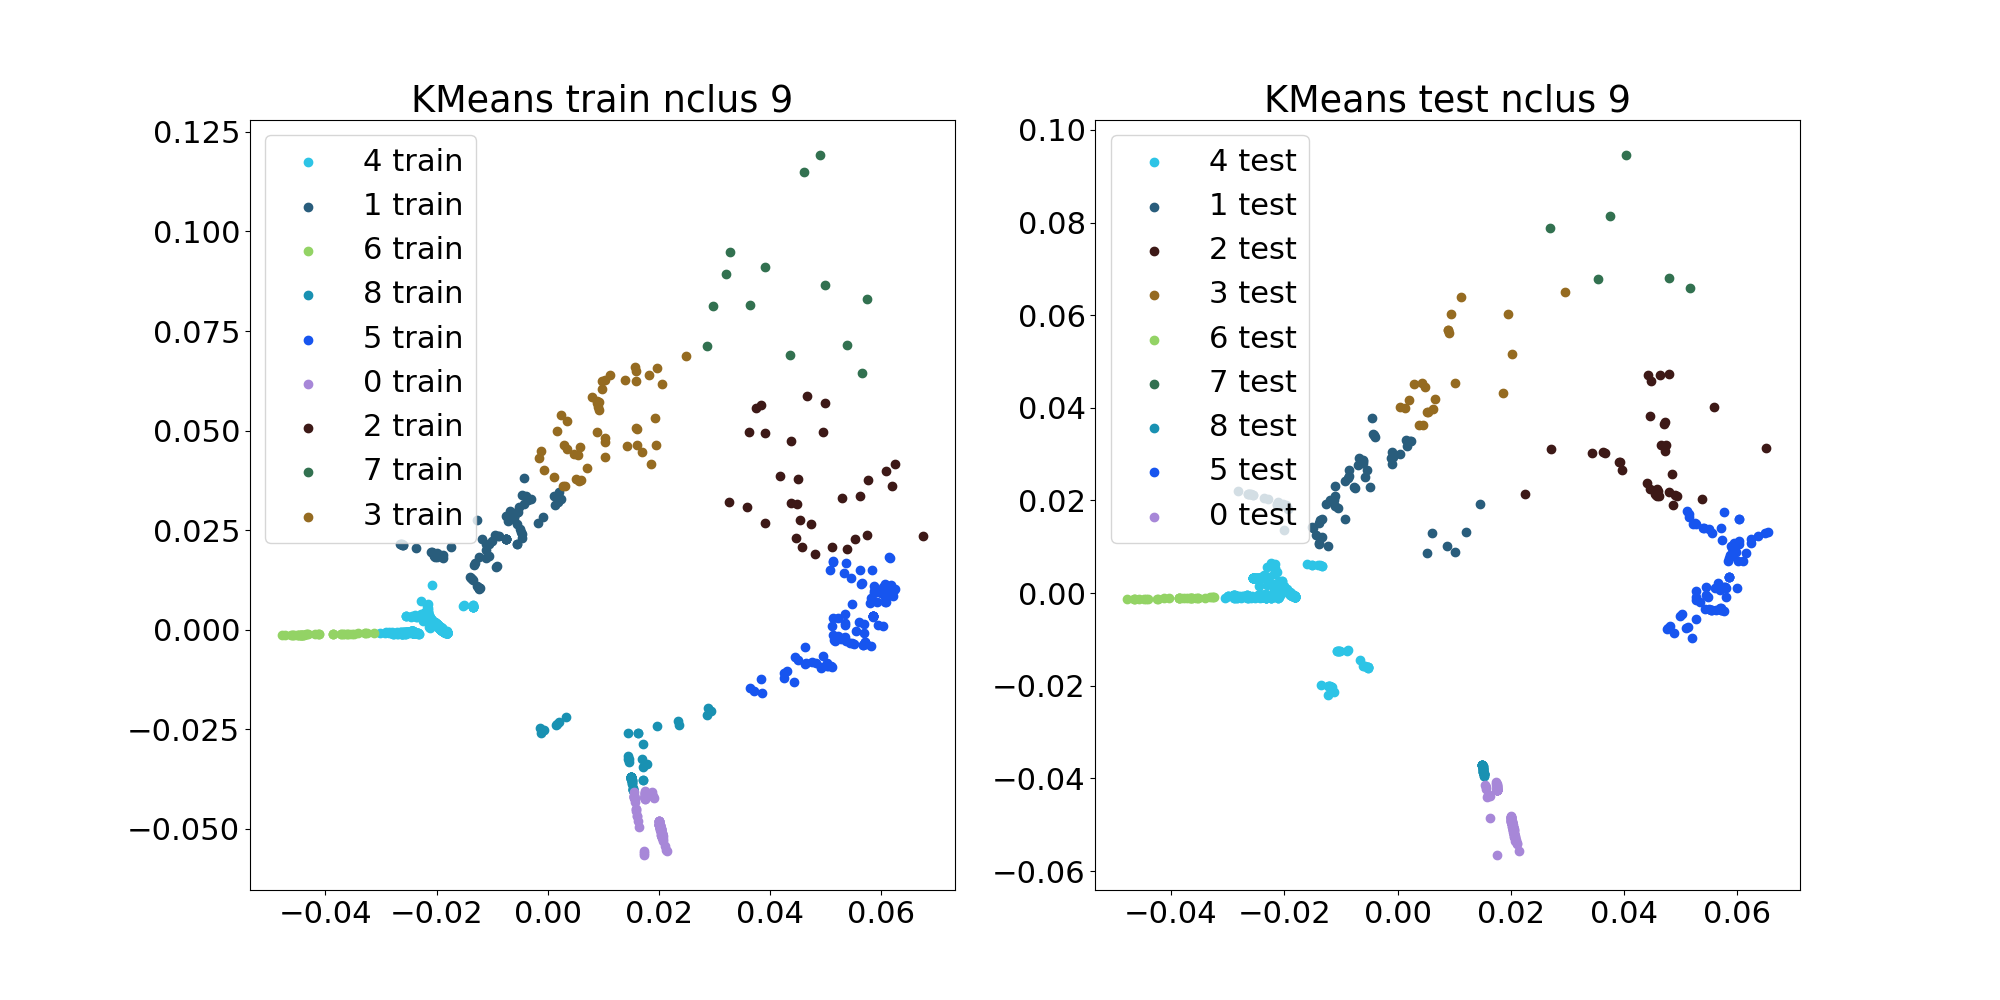 KMeans train nclus 9
0.125
0.100
0.075
0.050
0.025
0.000
−0.025
−0.050
−0.04
−0.02
0.00
0.02
0.04
0.06
4 train
1 train
6 train
8 train
5 train
0 train
2 train
7 train
3 train
KMeans test nclus 9
0.10
0.08
0.06
0.04
0.02
0.00
−0.02
−0.04
−0.06
−0.04
−0.02
0.00
0.02
0.04
0.06
4 test
1 test
2 test
3 test
6 test
7 test
8 test
5 test
0 test